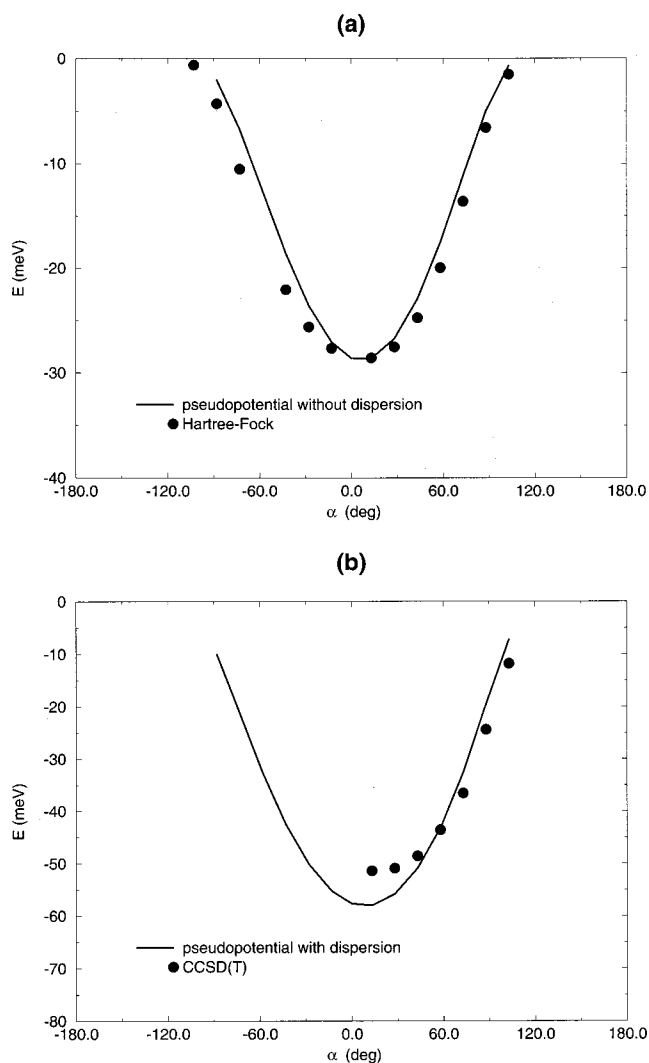 (a)
0
-10
-20
-30
-40
E (meV)
pseudopotential without dispersion
Hartree-Fock
-180.0 -120.0 -60.0 0.0 60.0 120.0 180.0
α (deg)
(b)
0
-10
-20
-30
-40
-50
-60
-70
-80
E (meV)
pseudopotential with dispersion
CCSD(T)
-180.0 -120.0 -60.0 0.0 60.0 120.0 180.0
α (deg)